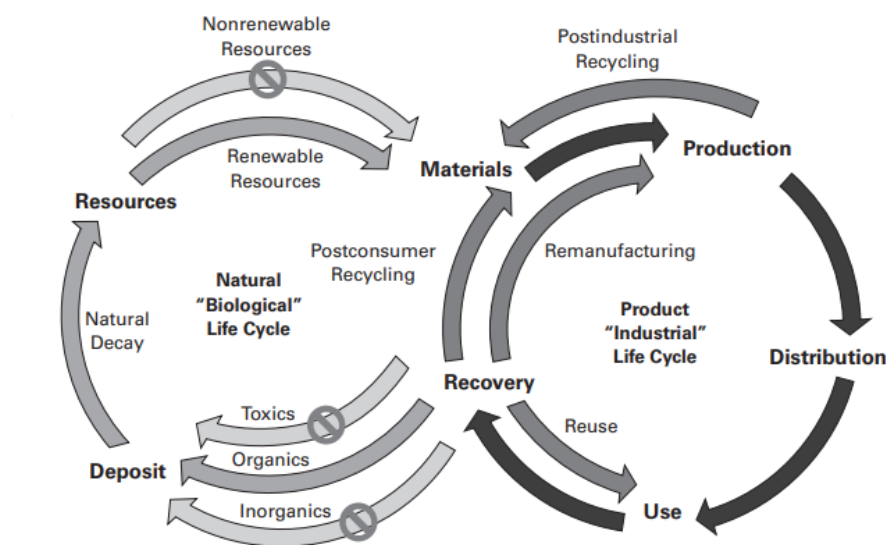 Nonrenewable
Resources
Postindustrial
Recycling
Renewable
Resources
Materials
Production
Resources
Postconsumer
Recycling
Remanufacturing
Natural
“Biological”
Life Cycle
Product
“Industrial”
Life Cycle
Natural
Decay
Distribution
Recovery
Toxics
Reuse
Organics
Deposit
Inorganics
Use